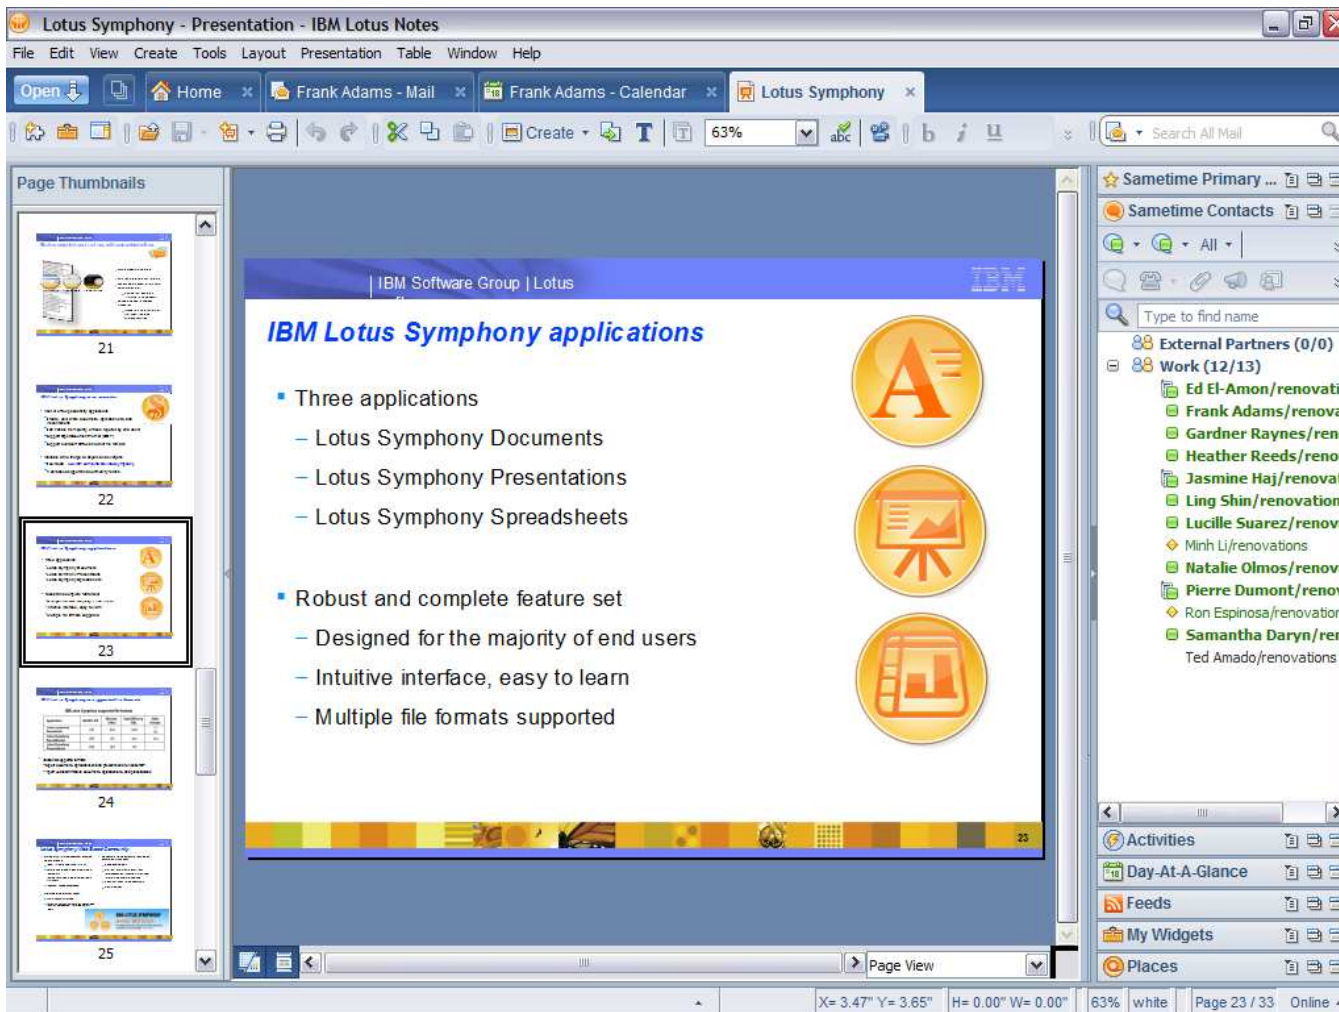 Lotus Symphony - Presentation - IBM Lotus Notes
File Edit View Create Tools Layout Presentation Table Window Help
Open Home Frank Adams - Mail Frank Adams - Calendar Lotus Symphony
Create 63% abc b i u Search All Mail
Page Thumbnails
21
22
23
24
25
IBM Software Group | Lotus
IBM
IBM Lotus Symphony applications
Three applications
– Lotus Symphony Documents
– Lotus Symphony Presentations
– Lotus Symphony Spreadsheets
Robust and complete feature set
– Designed for the majority of end users
– Intuitive interface, easy to learn
– Multiple file formats supported
23
Page View
Sametime Primary ...
Sametime Contacts
All
Type to find name
External Partners (0/0)
Work (12/13)
Ed El-Amon/renovati
Frank Adams/renova
Gardner Raynes/ren
Heather Reeds/reno
Jasmine Haj/renovat
Ling Shin/renovation
Lucille Suarez/renov
Minh Li/renovations
Natalie Olmos/renov
Pierre Dumont/renov
Ron Espinosa/renovation
Samantha Daryn/ren
Ted Amado/renovations
Activities
Day-At-A-Glance
Feeds
My Widgets
Places
X= 3.47" Y= 3.65" H= 0.00" W= 0.00" 63% white Page 23 / 33 Online